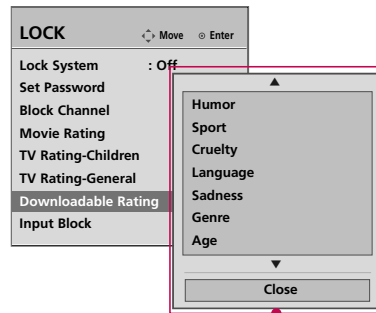 LOCK Move Enter
Lock System : Off
Set Password
Block Channel
Movie Rating
TV Rating-Children
TV Rating-General
Downloadable Rating
Input Block
Humor
Sport
Cruelty
Language
Sadness
Genre
Age
Close